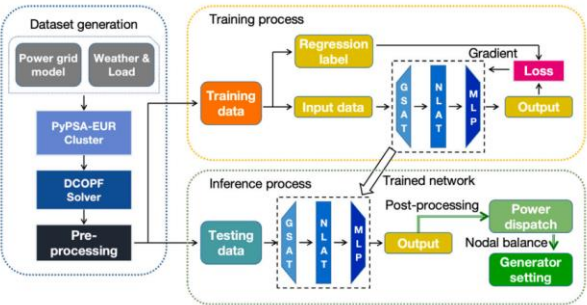 Dataset generation
Power grid
model
Weather &
Load
PyPSA-EUR
Cluster
DCOPF
Solver
Pre-
processing
Training process
Training
data
Regression
label
Input data
GSAT
NLAT
MLP
Gradient
Loss
Output
Inference process
Trained network
Testing
data
GSAT
NLAT
MLP
Output
Post-processing
Power
dispatch
Nodal balance
Generator
setting